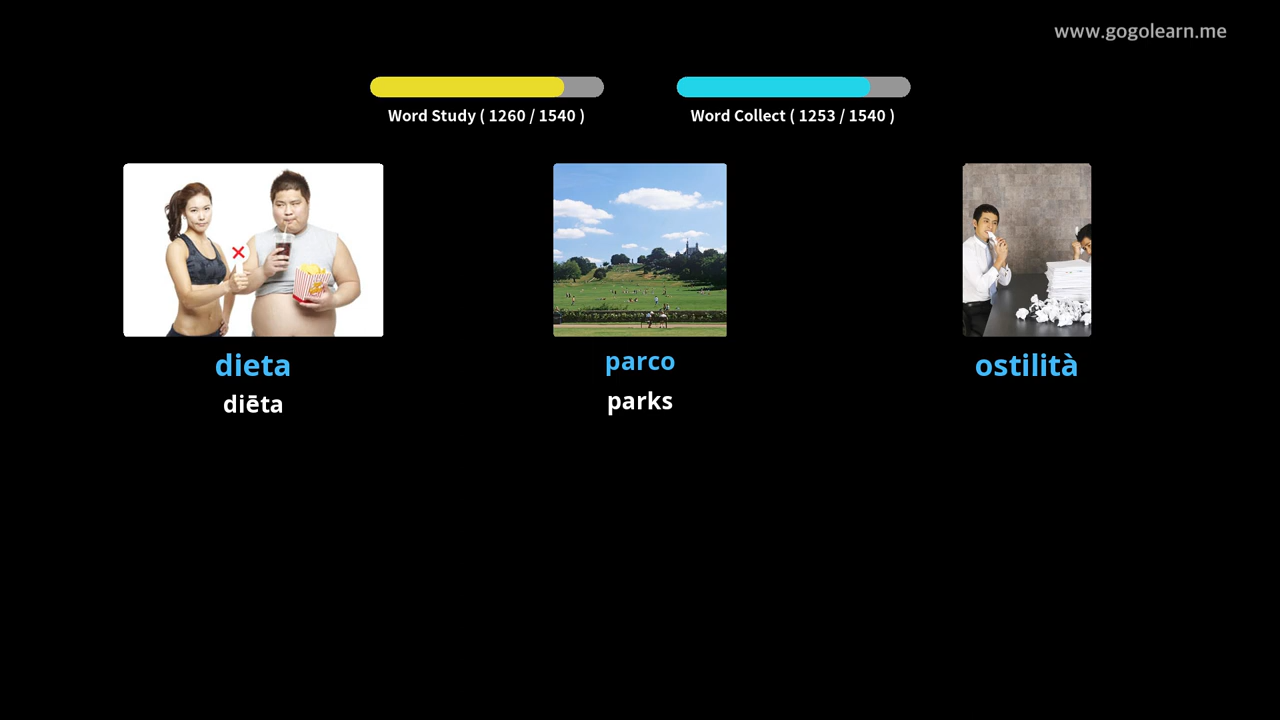 www.gogolearn.me
Word Study ( 1260 / 1540 )
Word Collect ( 1253 / 1540 )
dieta
diēta
parco
parks
ostilità